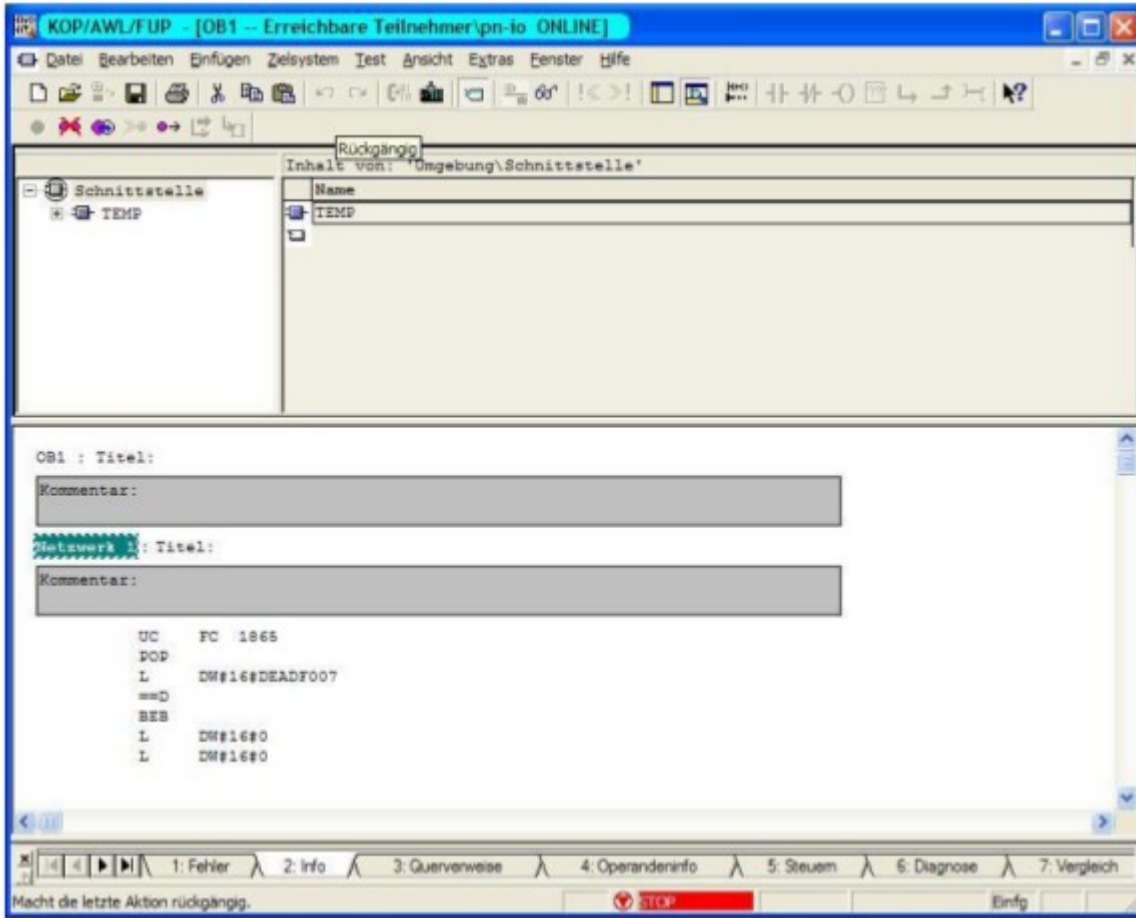 KOP/AWL/FUP - [OB1 -- Erreichbare Teilnehmer\pn-io ONLINE]
Datei Bearbeiten Einfügen Zielsystem Test Ansicht Extras Fenster Hilfe
Rückgängig
Inhalt von: 'Umgebung\Schnittstelle'
Schnittstelle
Name
TEMP
TEMP
OB1 : Titel:
Kommentar:
Netzwerk 1: Titel:
Kommentar:
UC FC 1865
POP
L DW#16#DEADF007
==D
BEB
L DW#16#0
L DW#16#0
1: Fehler 2: Info 3: Querverweise 4: Operandeninfo 5: Steuern 6: Diagnose 7: Vergleich
Macht die letzte Aktion rückgängig. STOP Einfg